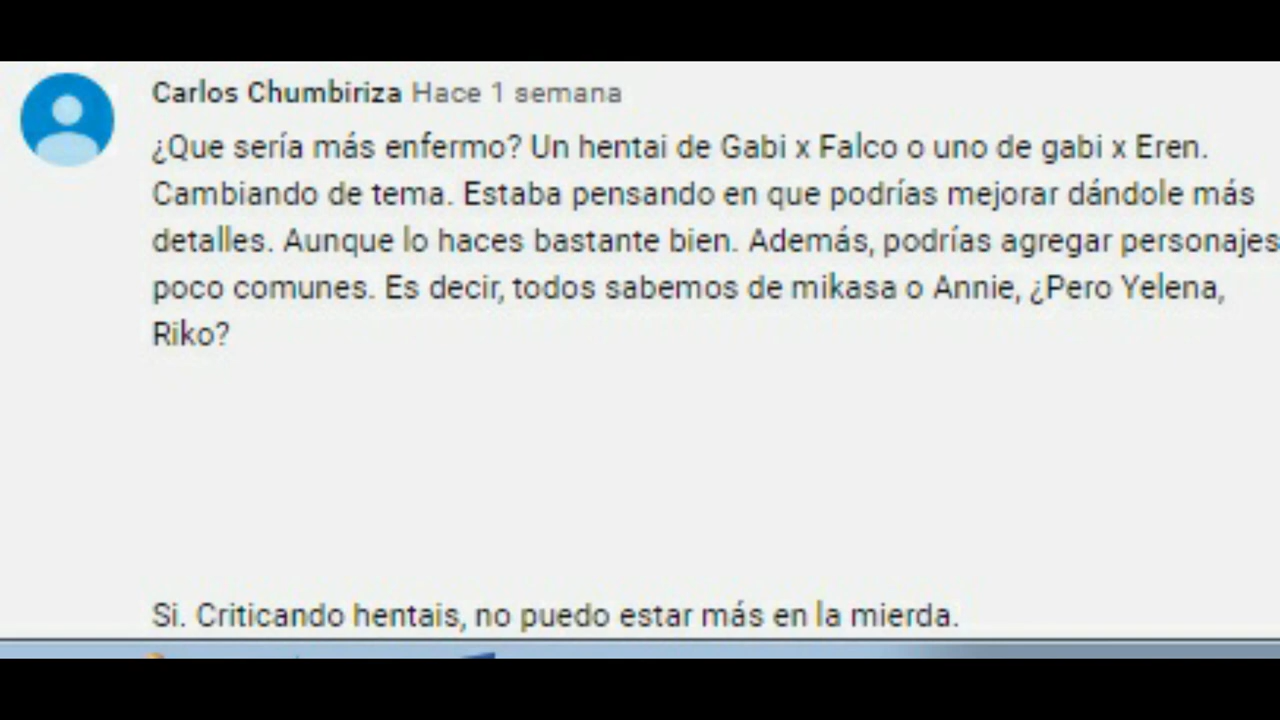 Carlos Chumbiriza Hace 1 semana
¿Que sería más enfermo? Un hentai de Gabi x Falco o uno de gabi x Eren.
Cambiando de tema. Estaba pensando en que podrías mejorar dándole más
detalles. Aunque lo haces bastante bien. Además, podrías agregar personajes
poco comunes. Es decir, todos sabemos de mikasa o Annie, ¿Pero Yelena,
Riko?
Si. Criticando hentais, no puedo estar más en la mierda.